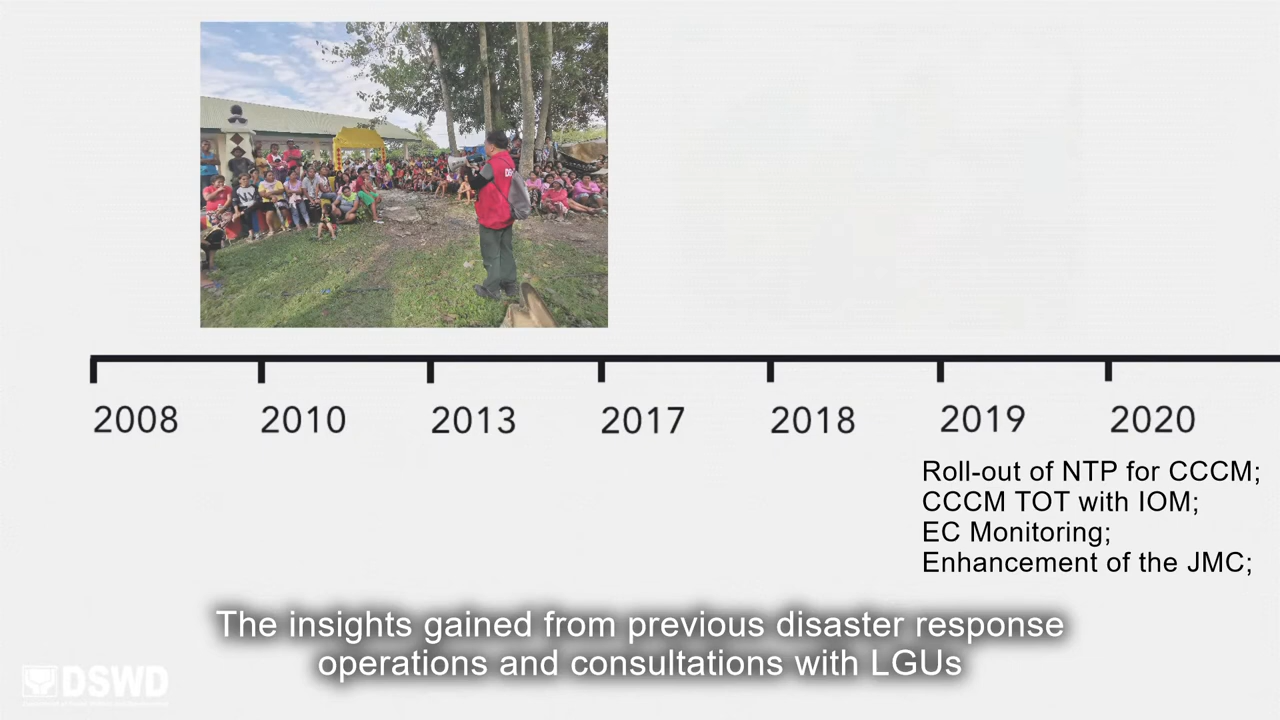 2008 2010 2013 2017 2018 2019 2020
Roll-out of NTP for CCCM;
CCCM TOT with IOM;
EC Monitoring;
Enhancement of the JMC;
The insights gained from previous disaster response
operations and consultations with LGUs
DSWD